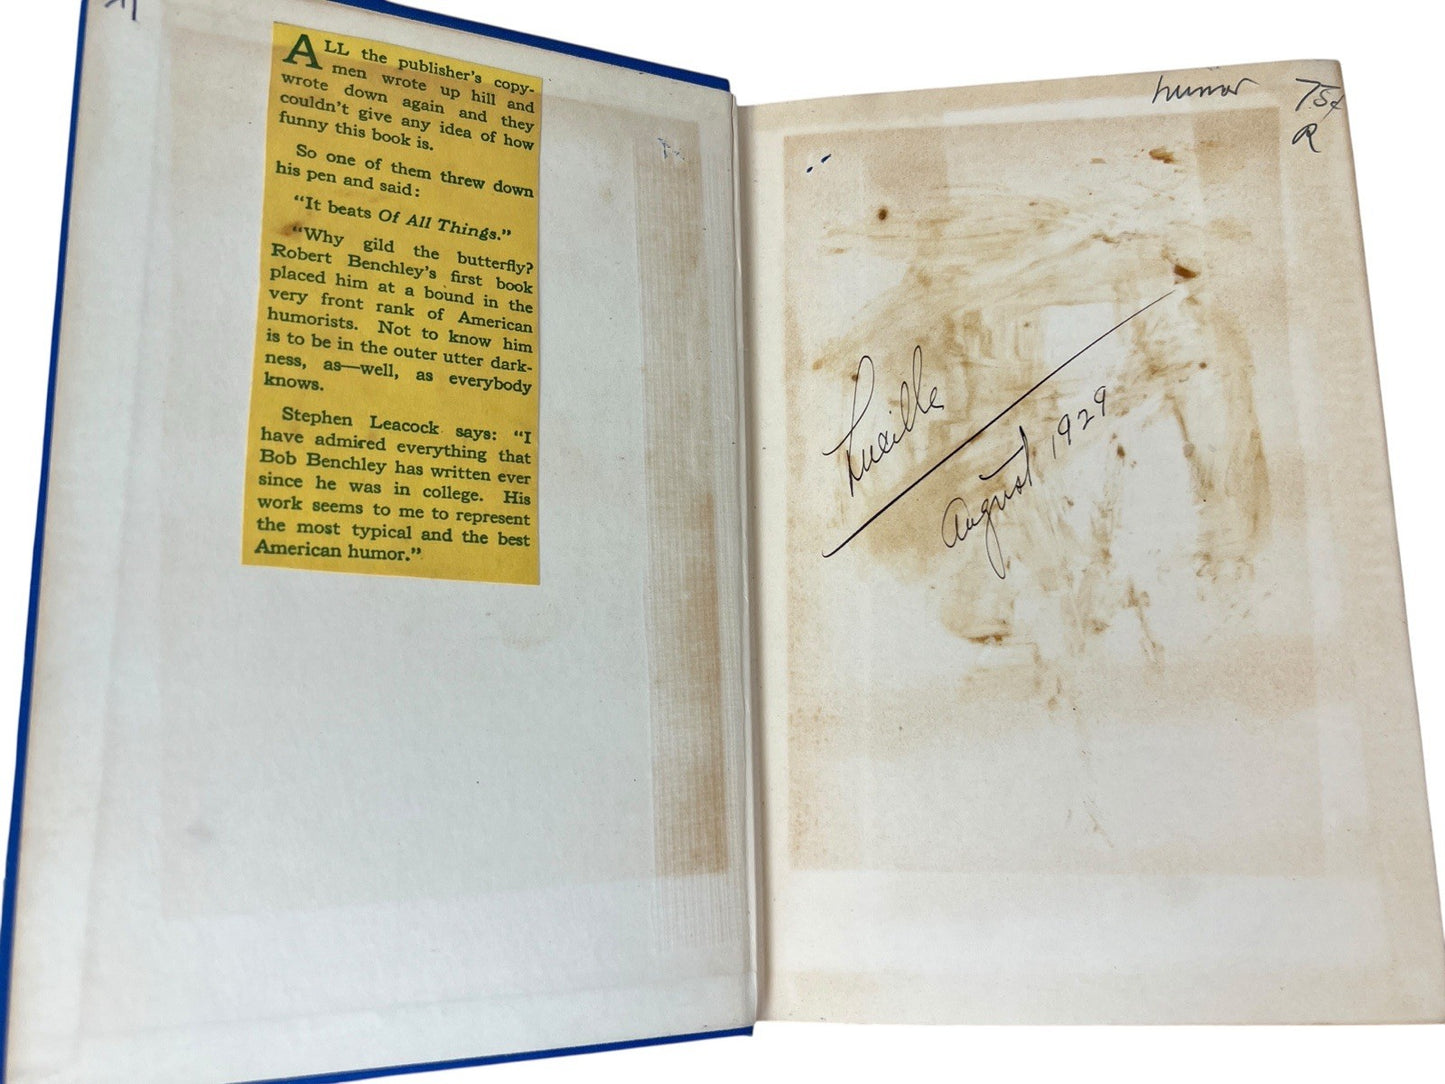 ALL the publisher's copy-
men wrote up hill and
wrote down again and they
couldn't give any idea of how
funny this book is.
So one of them threw down
his pen and said:
"It beats Of All Things."
"Why gild the butterfly?
Robert Benchley's first book
placed him at a bound in the
very front rank of American
humorists. Not to know him
is to be in the outer utter dark-
ness, as—well, as everybody
knows.
Stephen Leacock says: "I
have admired everything that
Bob Benchley has written ever
since he was in college. His
work seems to me to represent
the most typical and the best
American humor."
humor 75¢
R
Lucille
August 1929